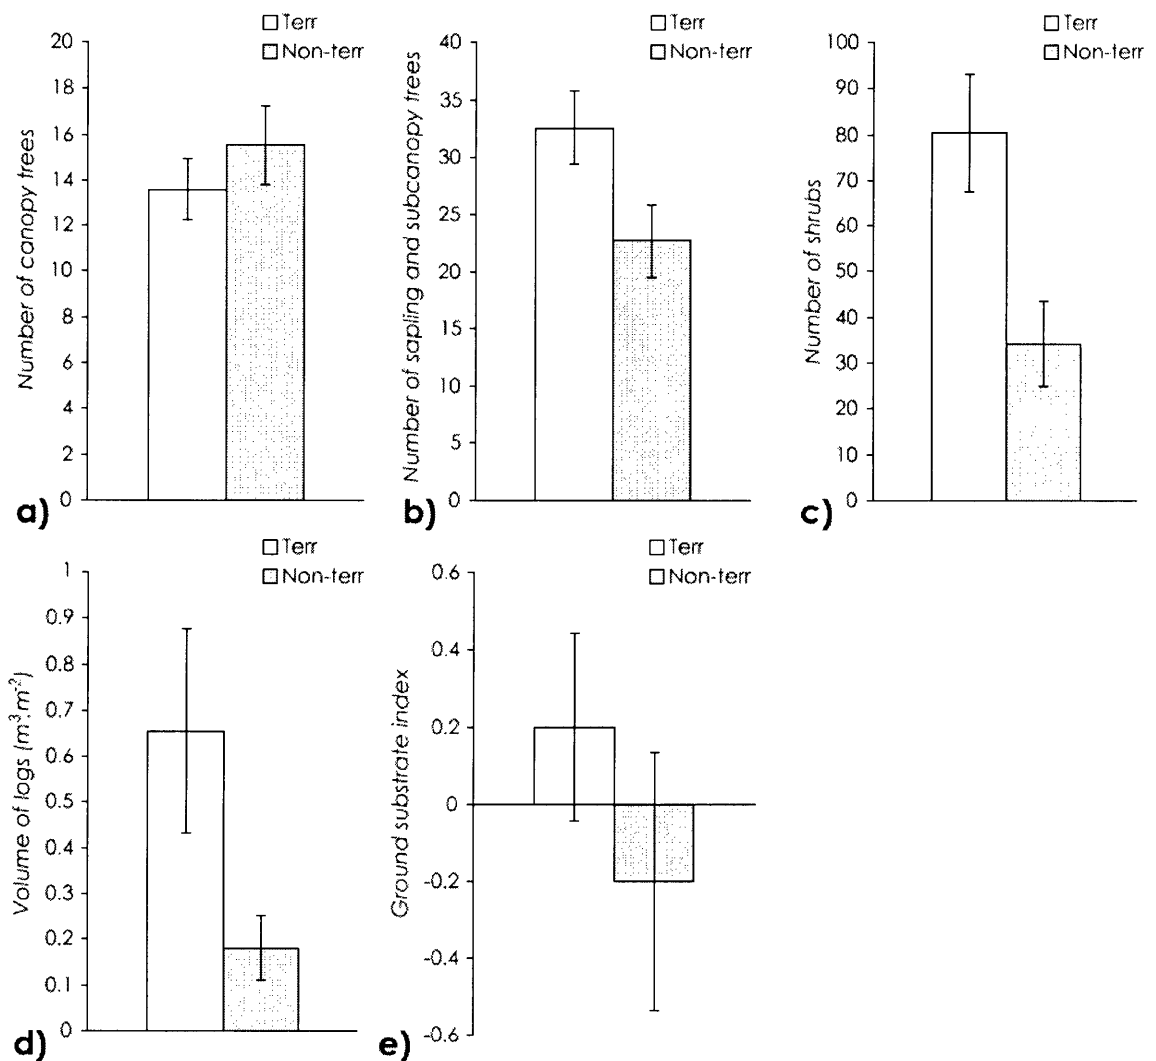 Terr
Non-terr
20
18
16
14
12
10
8
6
4
2
0
Number of canopy trees
a)
Terr
Non-terr
40
35
30
25
20
15
10
5
0
Number of sapling and subcanopy trees
b)
Terr
Non-terr
100
90
80
70
60
50
40
30
20
10
0
Number of shrubs
c)
Terr
Non-terr
1
0.9
0.8
0.7
0.6
0.5
0.4
0.3
0.2
0.1
0
Volume of logs (m³.m⁻²)
d)
Terr
Non-terr
0.6
0.4
0.2
0
-0.2
-0.4
-0.6
Ground substrate index
e)